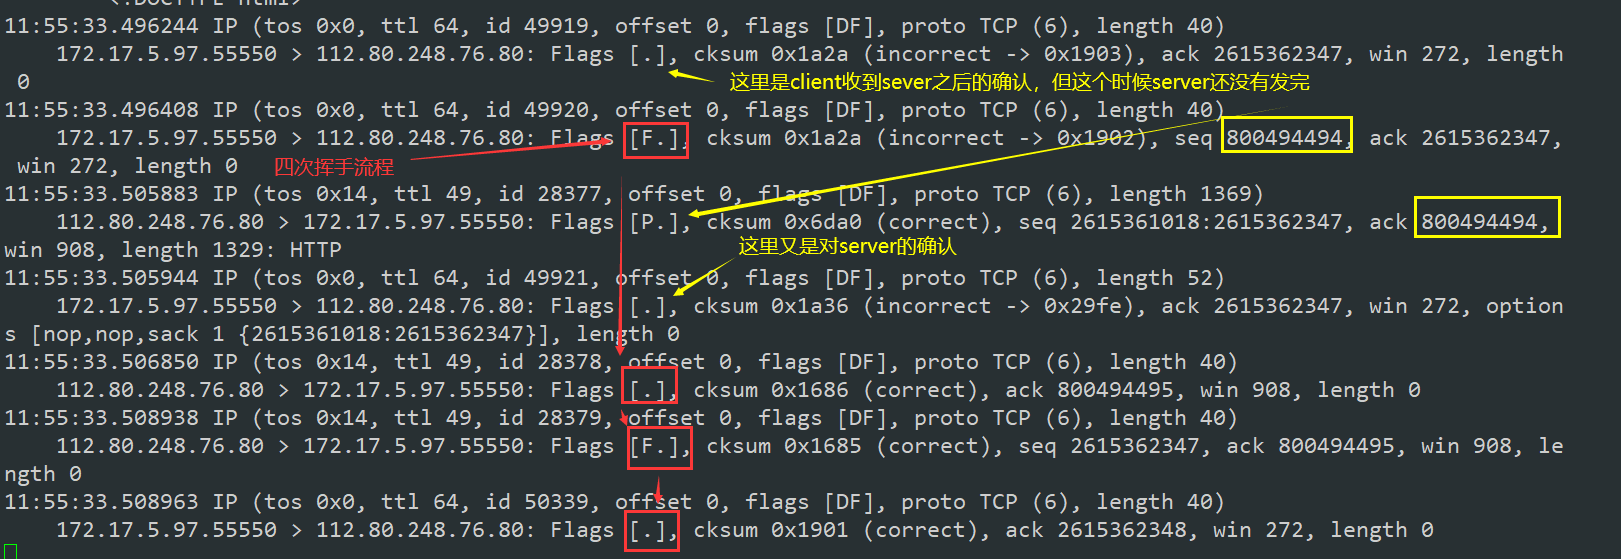 <!DOCTYPE html>
11:55:33.496244 IP (tos 0x0, ttl 64, id 49919, offset 0, flags [DF], proto TCP (6), length 40)
172.17.5.97.55550 > 112.80.248.76.80: Flags [.], cksum 0x1a2a (incorrect -> 0x1903), ack 2615362347, win 272, length
0
这里是client收到sever之后的确认，但这个时候server还没有发完
11:55:33.496408 IP (tos 0x0, ttl 64, id 49920, offset 0, flags [DF], proto TCP (6), length 40)
172.17.5.97.55550 > 112.80.248.76.80: Flags [F.], cksum 0x1a2a (incorrect -> 0x1902), seq 800494494, ack 2615362347,
win 272, length 0
四次挥手流程
11:55:33.505883 IP (tos 0x14, ttl 49, id 28377, offset 0, flags [DF], proto TCP (6), length 1369)
112.80.248.76.80 > 172.17.5.97.55550: Flags [P.], cksum 0x6da0 (correct), seq 2615361018:2615362347, ack 800494494,
win 908, length 1329: HTTP
这里又是对server的确认
11:55:33.505944 IP (tos 0x0, ttl 64, id 49921, offset 0, flags [DF], proto TCP (6), length 52)
172.17.5.97.55550 > 112.80.248.76.80: Flags [.], cksum 0x1a36 (incorrect -> 0x29fe), ack 2615362347, win 272, option
s [nop,nop,sack 1 {2615361018:2615362347}], length 0
11:55:33.506850 IP (tos 0x14, ttl 49, id 28378, offset 0, flags [DF], proto TCP (6), length 40)
112.80.248.76.80 > 172.17.5.97.55550: Flags [.], cksum 0x1686 (correct), ack 800494495, win 908, length 0
11:55:33.508938 IP (tos 0x14, ttl 49, id 28379, offset 0, flags [DF], proto TCP (6), length 40)
112.80.248.76.80 > 172.17.5.97.55550: Flags [F.], cksum 0x1685 (correct), seq 2615362347, ack 800494495, win 908, le
ngth 0
11:55:33.508963 IP (tos 0x0, ttl 64, id 50339, offset 0, flags [DF], proto TCP (6), length 40)
172.17.5.97.55550 > 112.80.248.76.80: Flags [.], cksum 0x1901 (correct), ack 2615362348, win 272, length 0